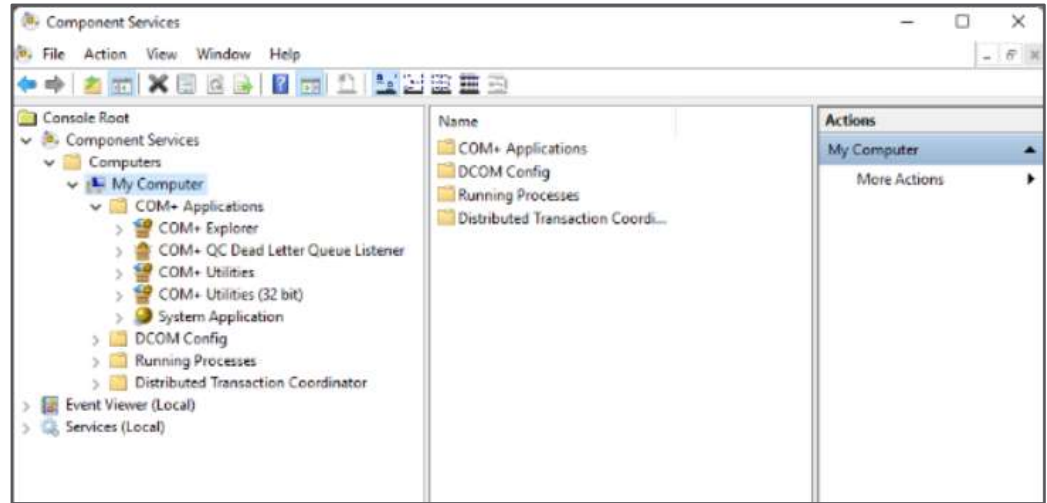 Component Services
File Action View Window Help
Console Root
Component Services
Computers
My Computer
COM+ Applications
COM+ Explorer
COM+ QC Dead Letter Queue Listener
COM+ Utilities
COM+ Utilities (32 bit)
System Application
DCOM Config
Running Processes
Distributed Transaction Coordinator
Event Viewer (Local)
Services (Local)
Name
COM+ Applications
DCOM Config
Running Processes
Distributed Transaction Coordi...
Actions
My Computer
More Actions